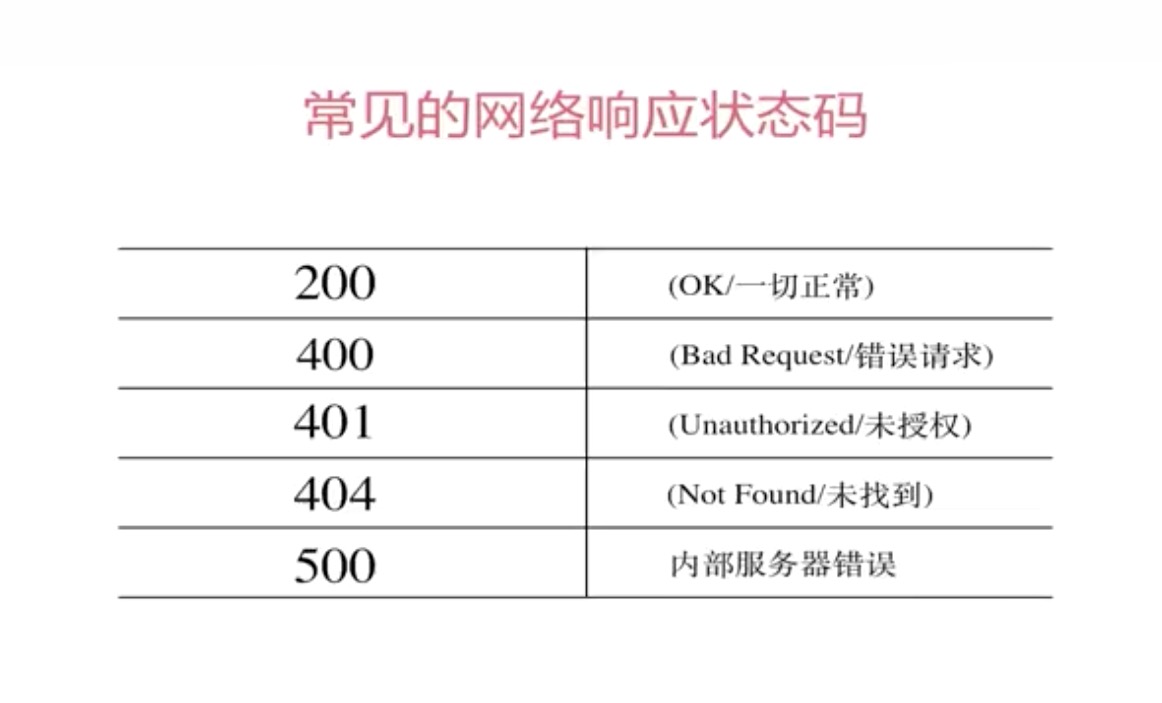 常见的网络响应状态码
200 (OK/一切正常)
400 (Bad Request/错误请求)
401 (Unauthorized/未授权)
404 (Not Found/未找到)
500 内部服务器错误